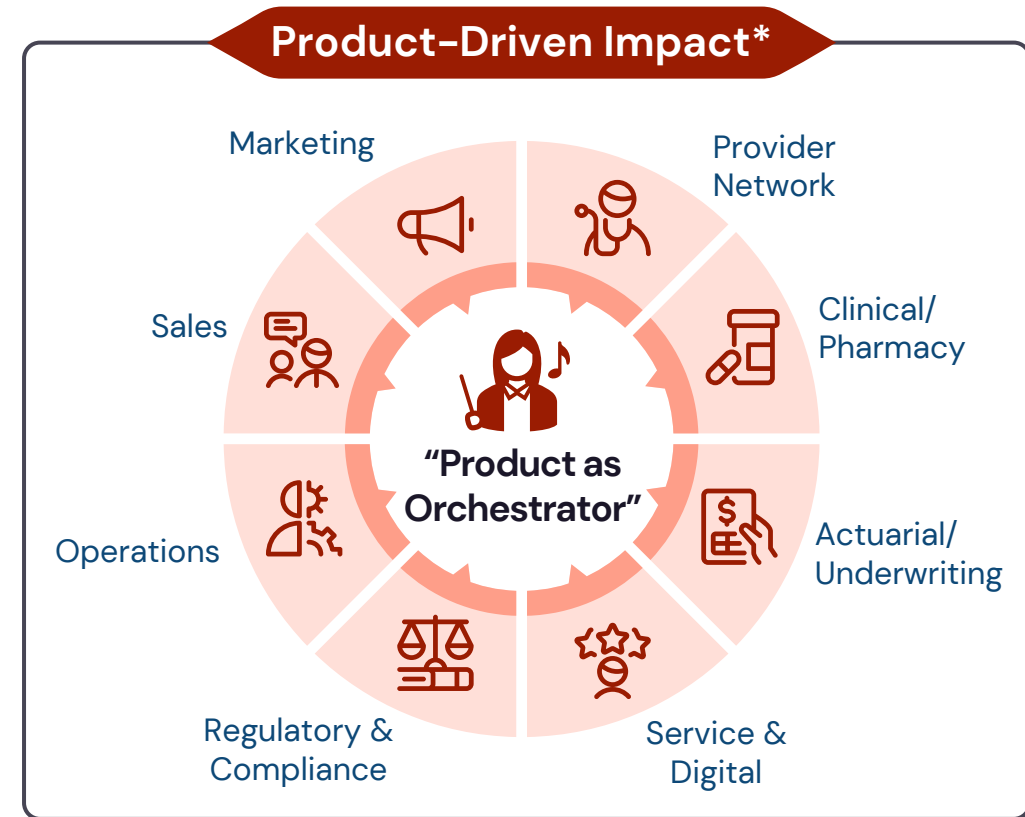 Product-Driven Impact*
Marketing
Provider
Network
Sales
Clinical/
Pharmacy
“Product as
Orchestrator”
Operations
Actuarial/
Underwriting
$
Regulatory &
Compliance
Service &
Digital